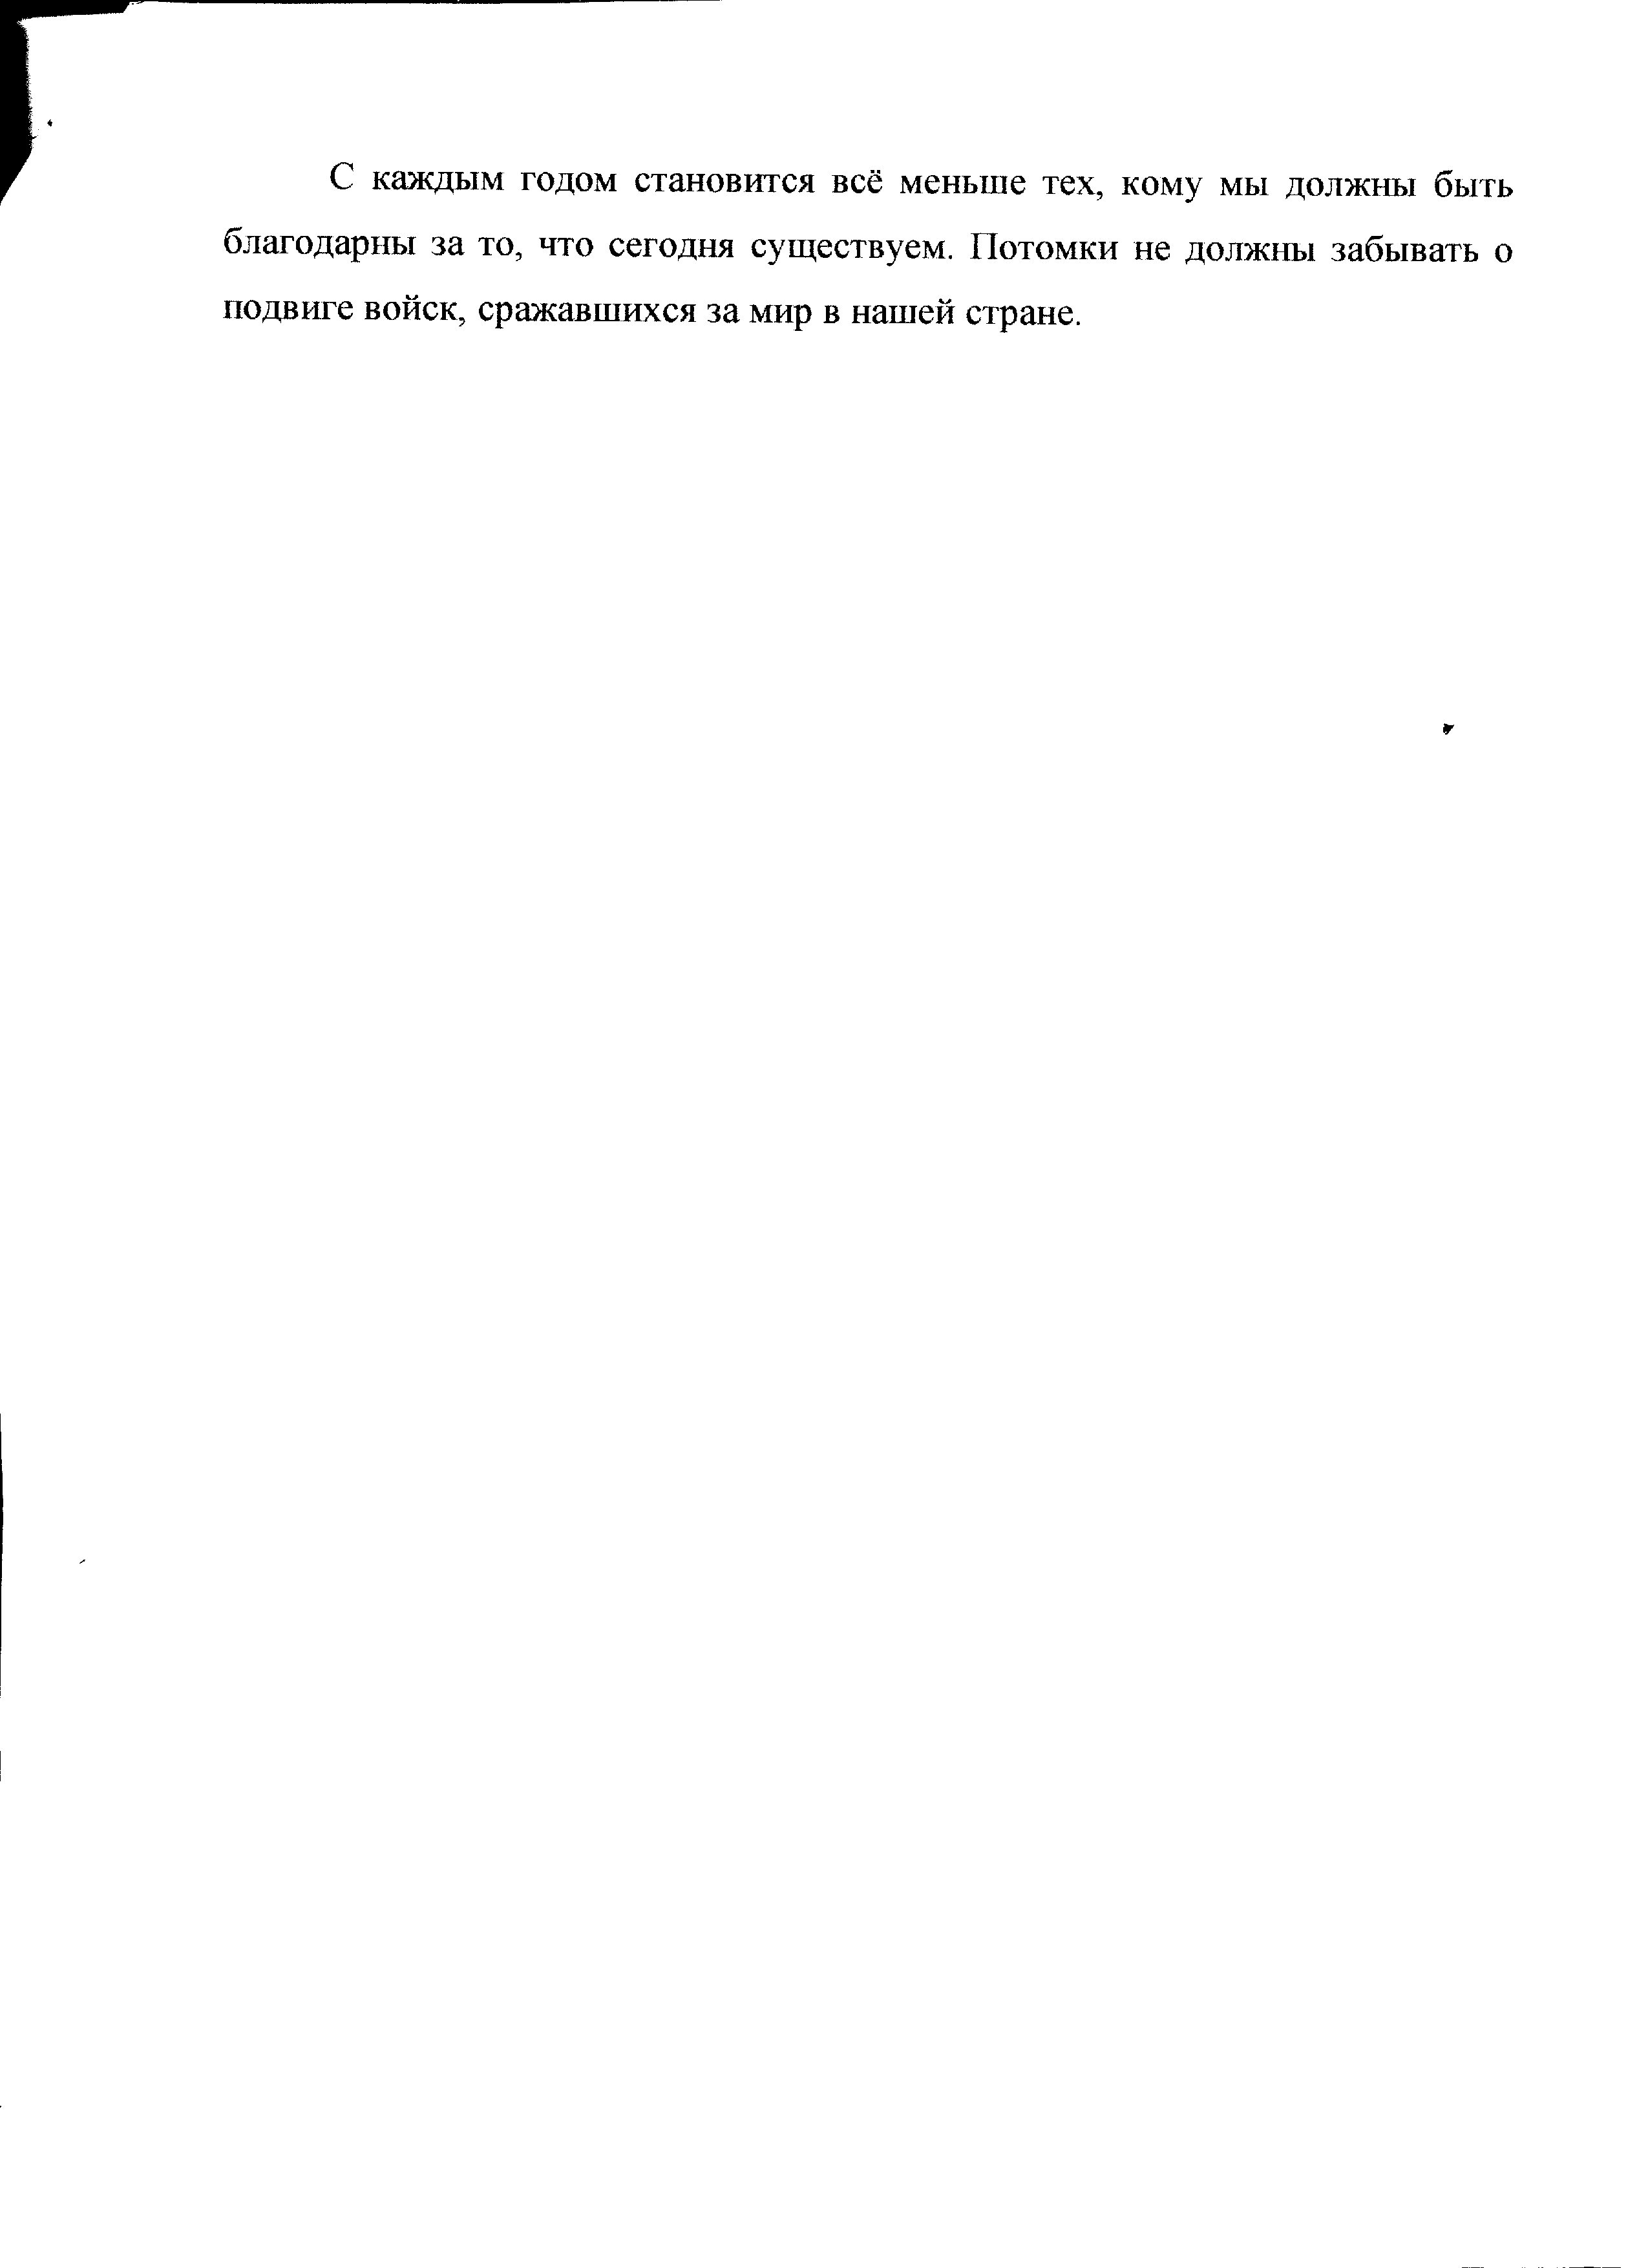 С каждым годом становится всё меньше тех, кому мы должны быть
благодарны за то, что сегодня существуем. Потомки не должны забывать о
подвиге войск, сражавшихся за мир в нашей стране.